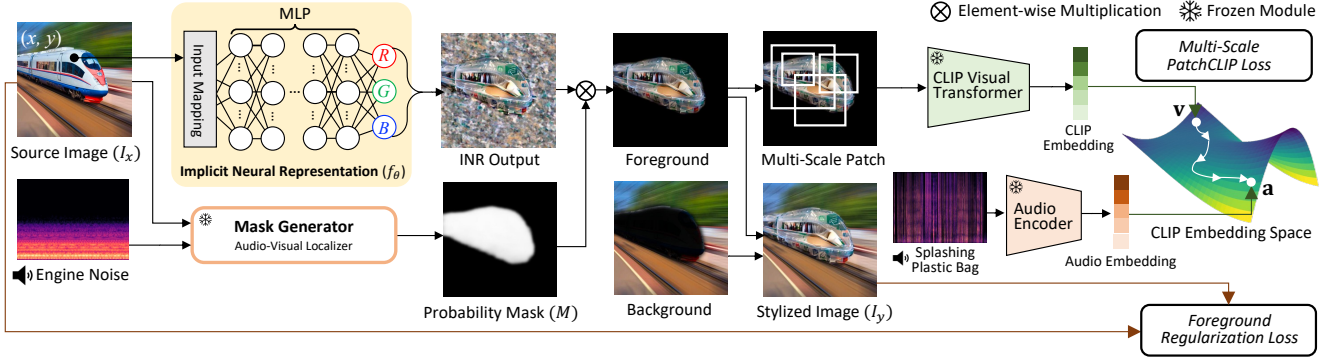 MLP
Element-wise Multiplication
Frozen Module
(x, y)
Input Mapping
R
G
B
Source Image (I_x)
Implicit Neural Representation (f_θ)
INR Output
Foreground
Multi-Scale Patch
CLIP Visual
Transformer
CLIP
Embedding
Multi-Scale
PatchCLIP Loss
v
a
CLIP Embedding Space
Engine Noise
Mask Generator
Audio-Visual Localizer
Probability Mask (M)
Background
Stylized Image (I_y)
Splashing
Plastic Bag
Audio
Encoder
Audio Embedding
Foreground
Regularization Loss